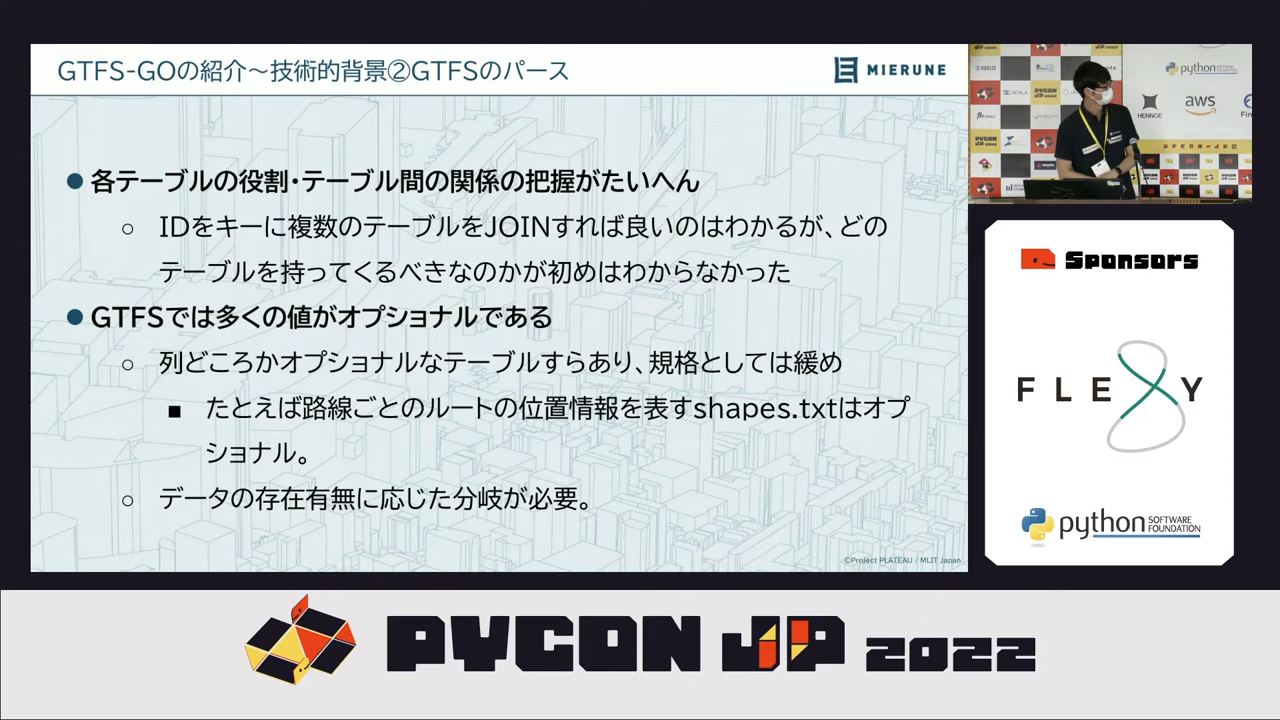 GTFS-GOの紹介～技術的背景②GTFSのパース
MIERUNE
● 各テーブルの役割・テーブル間の関係の把握がたいへん
○ IDをキーに複数のテーブルをJOINすれば良いのはわかるが、どの
テーブルを持ってくるべきなのかが初めはわからなかった
● GTFSでは多くの値がオプショナルである
○ 列どころかオプショナルなテーブルすらあり、規格としては緩め
■ たとえば路線ごとのルートの位置情報を表すshapes.txtはオプ
ショナル。
○ データの存在有無に応じた分岐が必要。
©Project PLATEAU / MLIT Japan
python
HENNGE
aws
Sponsors
FLEXY
python SOFTWARE
FOUNDATION
PYCON JP 2022